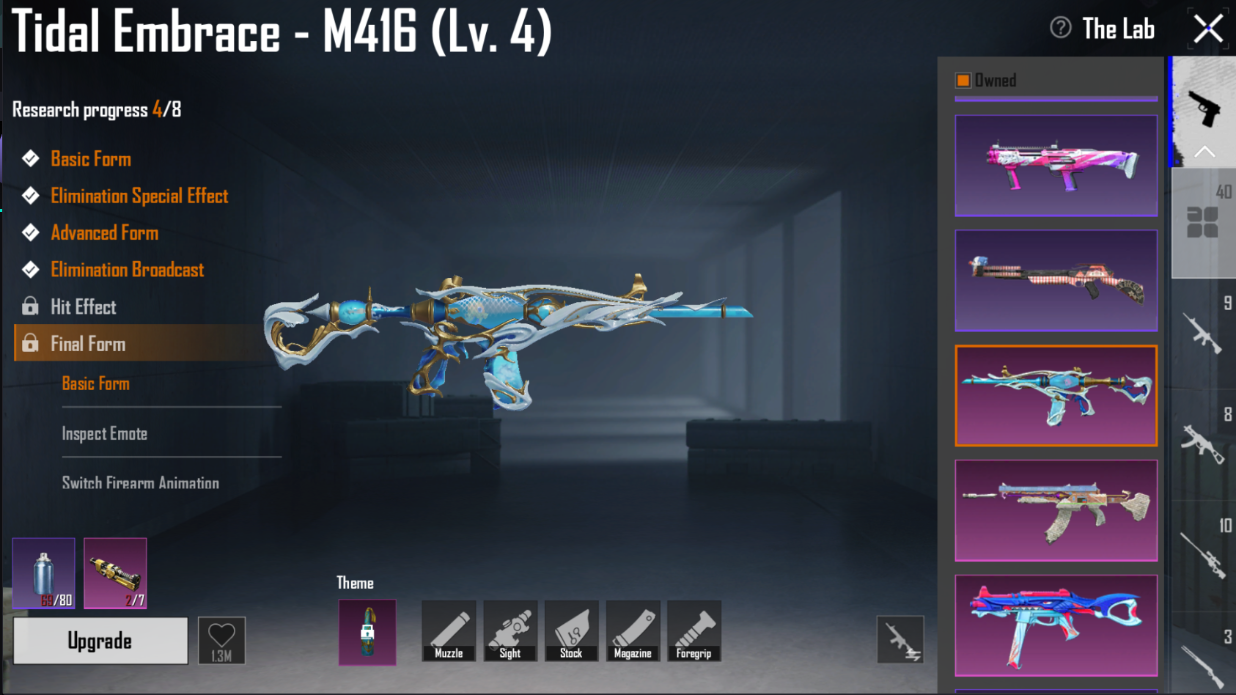 Tidal Embrace - M416 (Lv. 4)
The Lab
Research progress 4/8
Owned
Basic Form
Elimination Special Effect
Advanced Form
Elimination Broadcast
Hit Effect
Final Form
Basic Form
Inspect Emote
Switch Firearm Animation
40
9
8
10
3
69/80
2/7
Theme
Upgrade
1.3M
Muzzle
Sight
Stock
Magazine
Foregrip